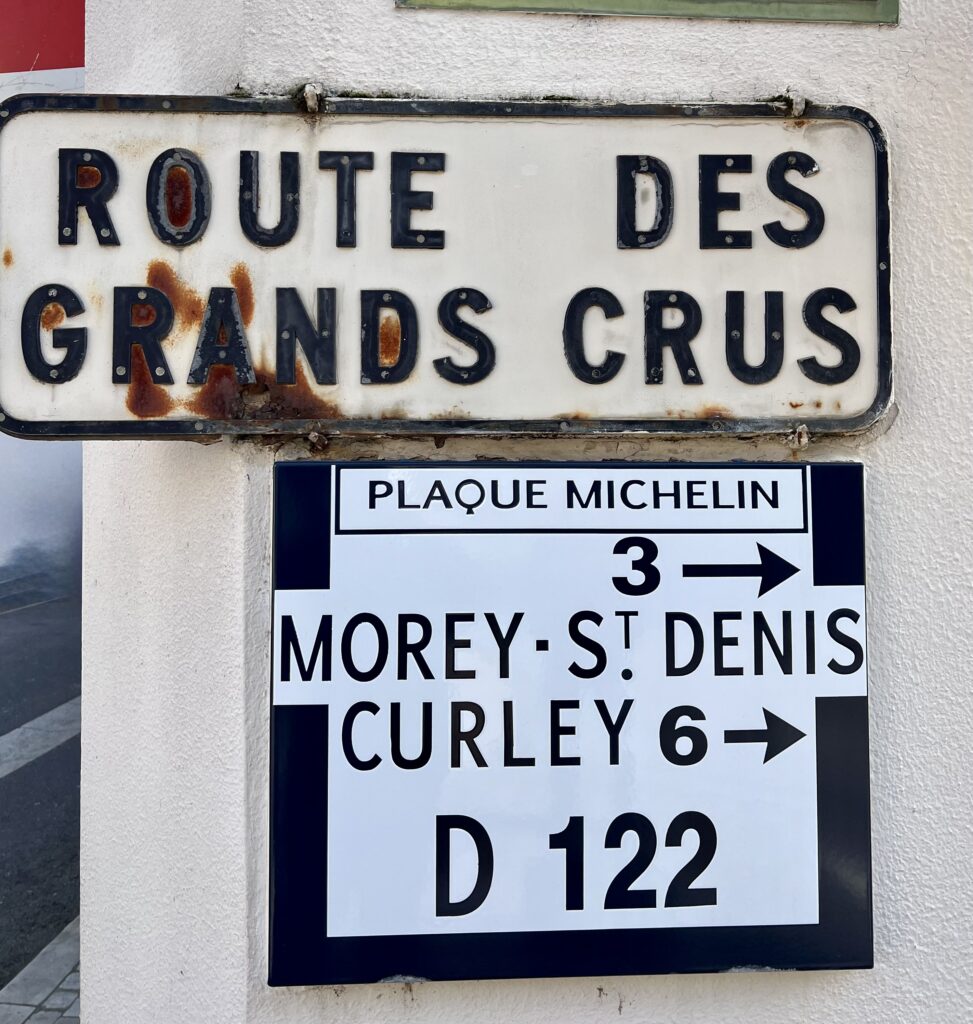 ROUTE DES
GRANDS CRUS
PLAQUE MICHELIN
3 →
MOREY·Sᵀ. DENIS
CURLEY 6 →
D 122